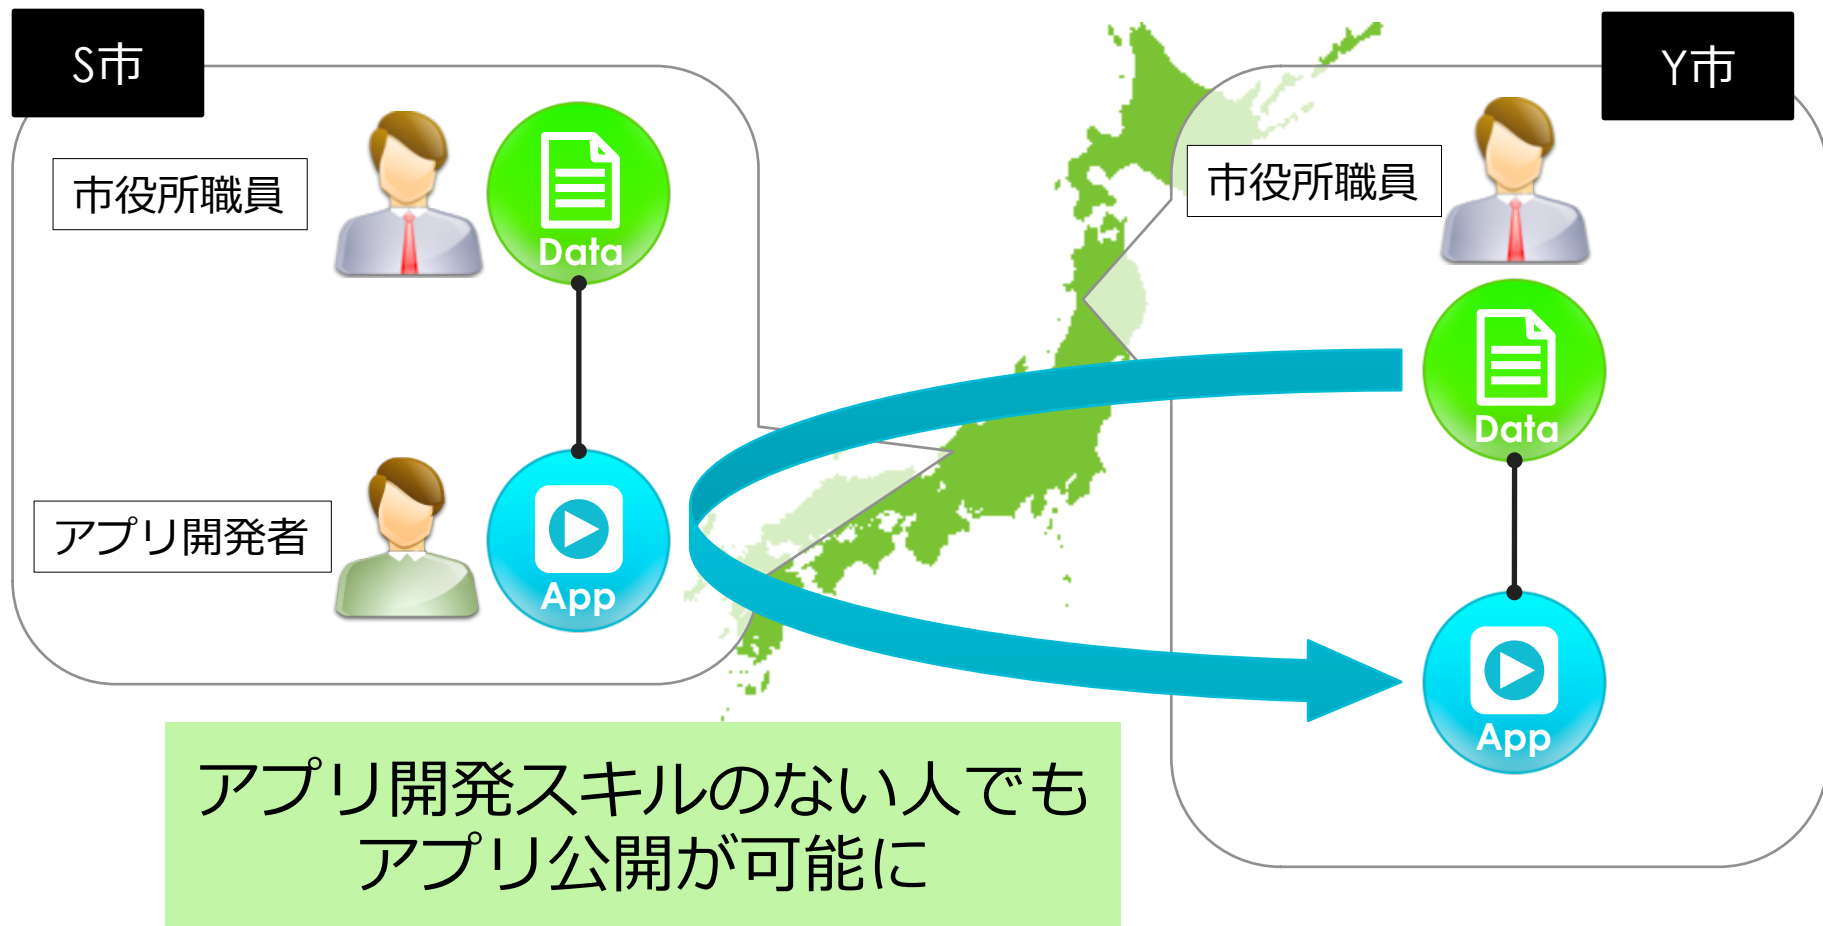 S市
市役所職員
Data
アプリ開発者
App
Y市
市役所職員
Data
App
アプリ開発スキルのない人でも
アプリ公開が可能に